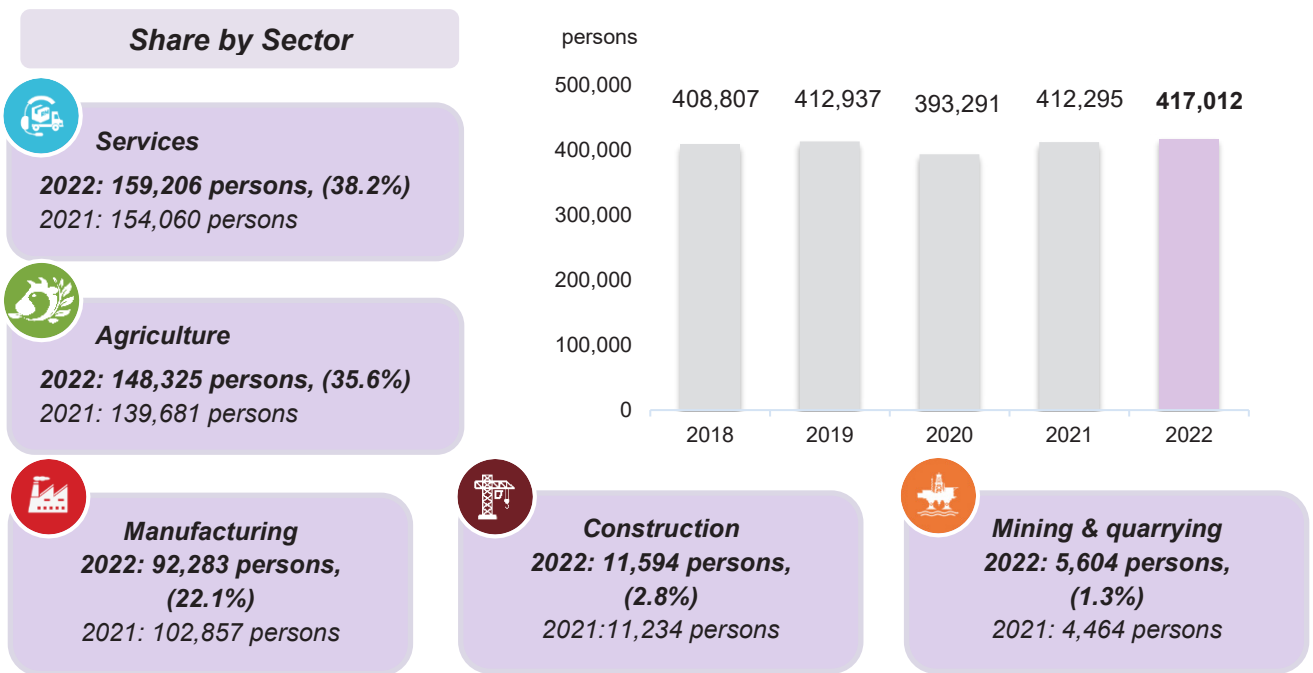 Share by Sector
Services
2022: 159,206 persons, (38.2%)
2021: 154,060 persons
Agriculture
2022: 148,325 persons, (35.6%)
2021: 139,681 persons
persons
500,000
400,000
300,000
200,000
100,000
0
408,807 412,937 393,291 412,295 417,012
2018 2019 2020 2021 2022
Manufacturing
2022: 92,283 persons,
(22.1%)
2021: 102,857 persons
Construction
2022: 11,594 persons,
(2.8%)
2021:11,234 persons
Mining & quarrying
2022: 5,604 persons,
(1.3%)
2021: 4,464 persons